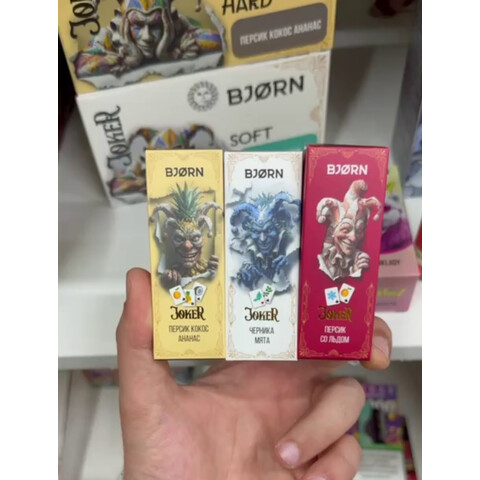 HARD
ПЕРСИК КОКОС АНАНАС
JOKER
BJØRN
SOFT
JOKER
BJØRN
JOKER
ПЕРСИК КОКОС
АНАНАС
BJØRN
JOKER
ЧЕРНИКА
МЯТА
BJØRN
JOKER
ПЕРСИК
СО ЛЬДОМ